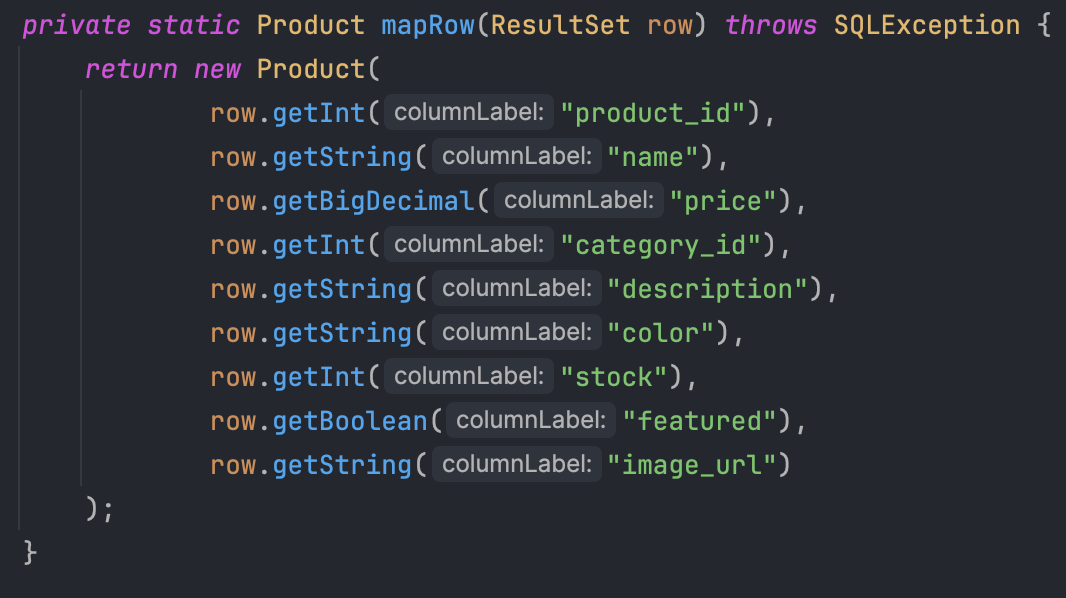 private static Product mapRow(ResultSet row) throws SQLException {
return new Product(
row.getInt( columnLabel: "product_id"),
row.getString( columnLabel: "name"),
row.getBigDecimal( columnLabel: "price"),
row.getInt( columnLabel: "category_id"),
row.getString( columnLabel: "description"),
row.getString( columnLabel: "color"),
row.getInt( columnLabel: "stock"),
row.getBoolean( columnLabel: "featured"),
row.getString( columnLabel: "image_url")
);
}